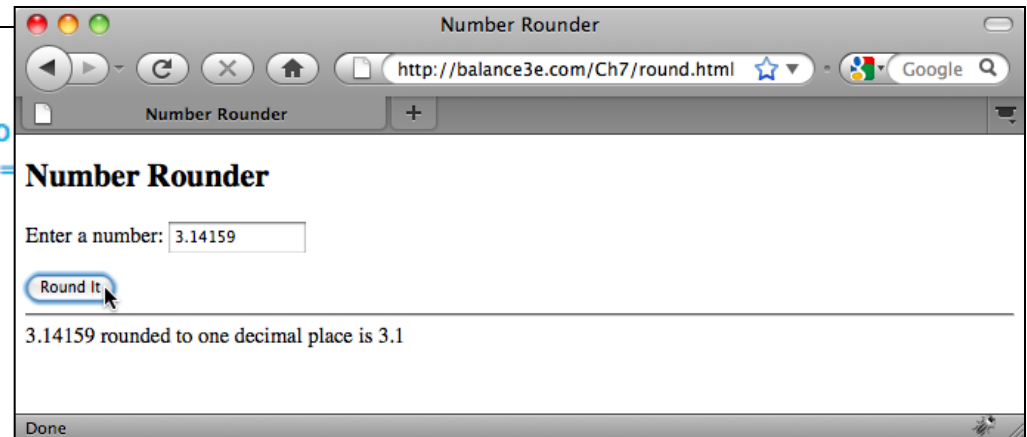 Number Rounder
http://balance3e.com/Ch7/round.html
Google
Number Rounder
+
Number Rounder
Enter a number: 3.14159
Round It
3.14159 rounded to one decimal place is 3.1
Done